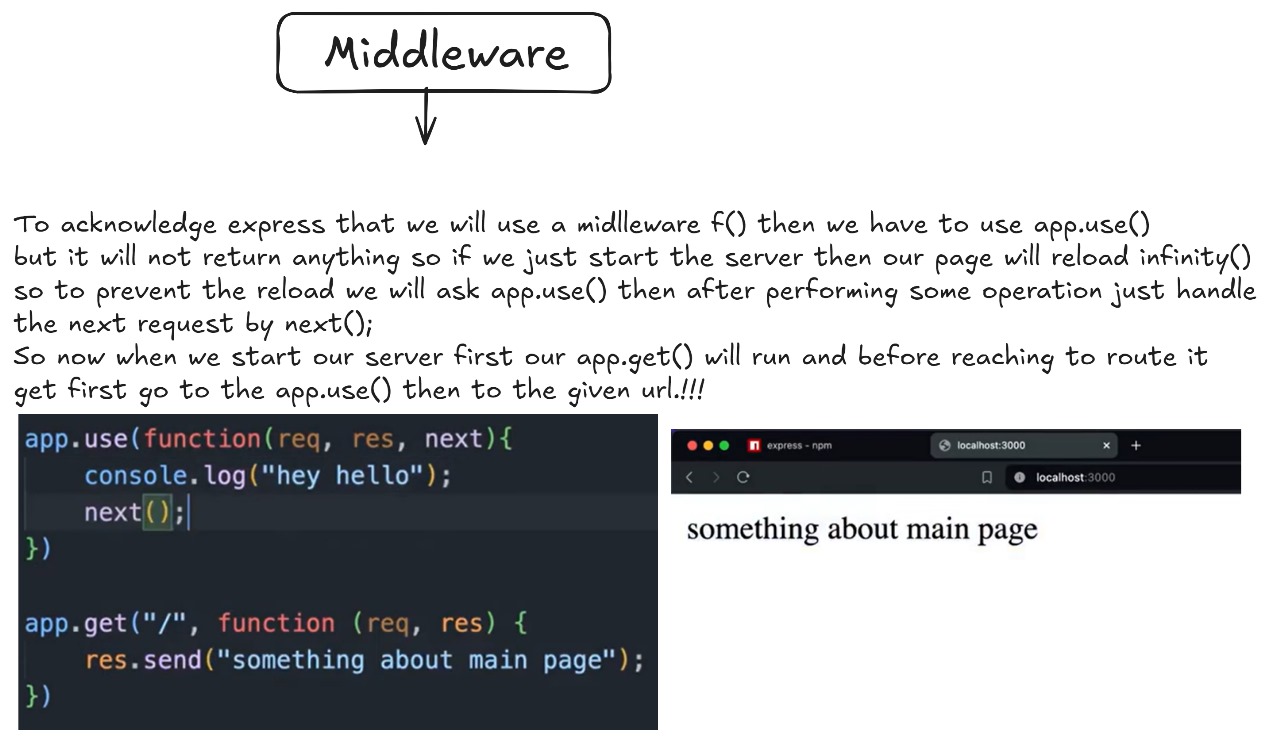 Middleware
To acknowledge express that we will use a midlleware f() then we have to use app.use()
but it will not return anything so if we just start the server then our page will reload infinity()
so to prevent the reload we will ask app.use() then after performing some operation just handle
the next request by next();
So now when we start our server first our app.get() will run and before reaching to route it
get first go to the app.use() then to the given url.!!!
app.use(function(req, res, next){
    console.log("hey hello");
    next();
})
app.get("/", function (req, res) {
    res.send("something about main page");
})
express - npm
localhost:3000
localhost:3000
something about main page